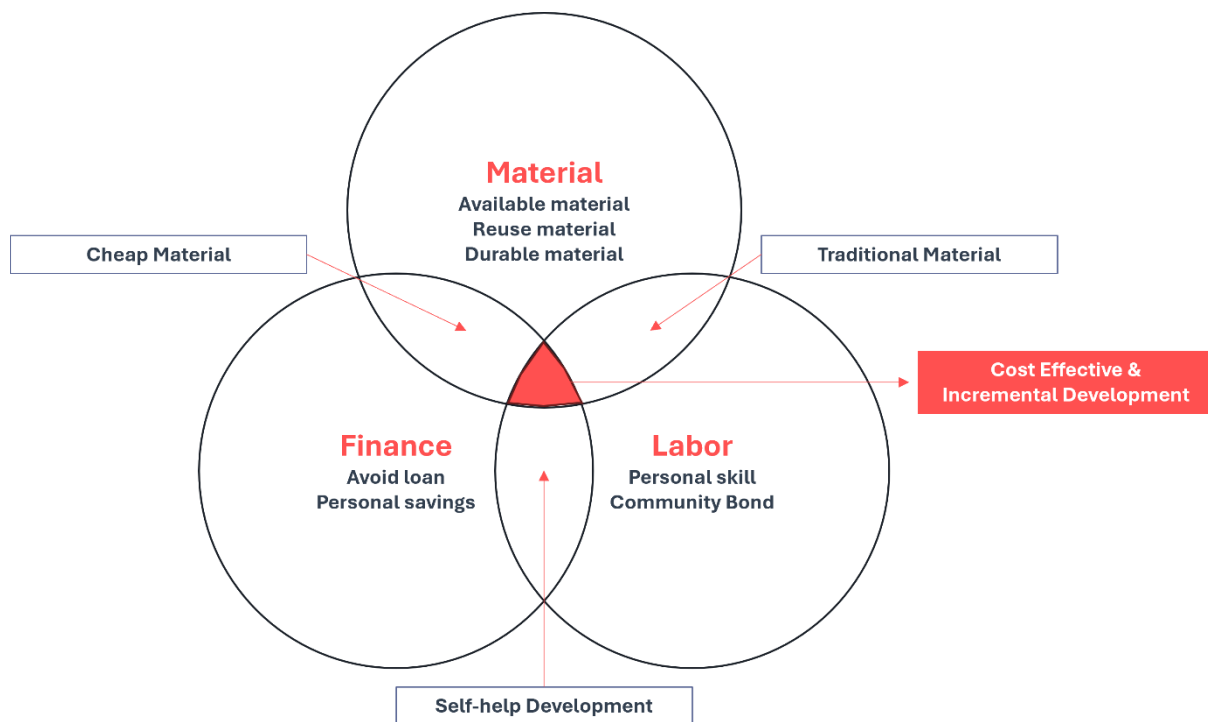 Material
Available material
Reuse material
Durable material
Cheap Material
Traditional Material
Cost Effective &
Incremental Development
Finance
Avoid loan
Personal savings
Labor
Personal skill
Community Bond
Self-help Development